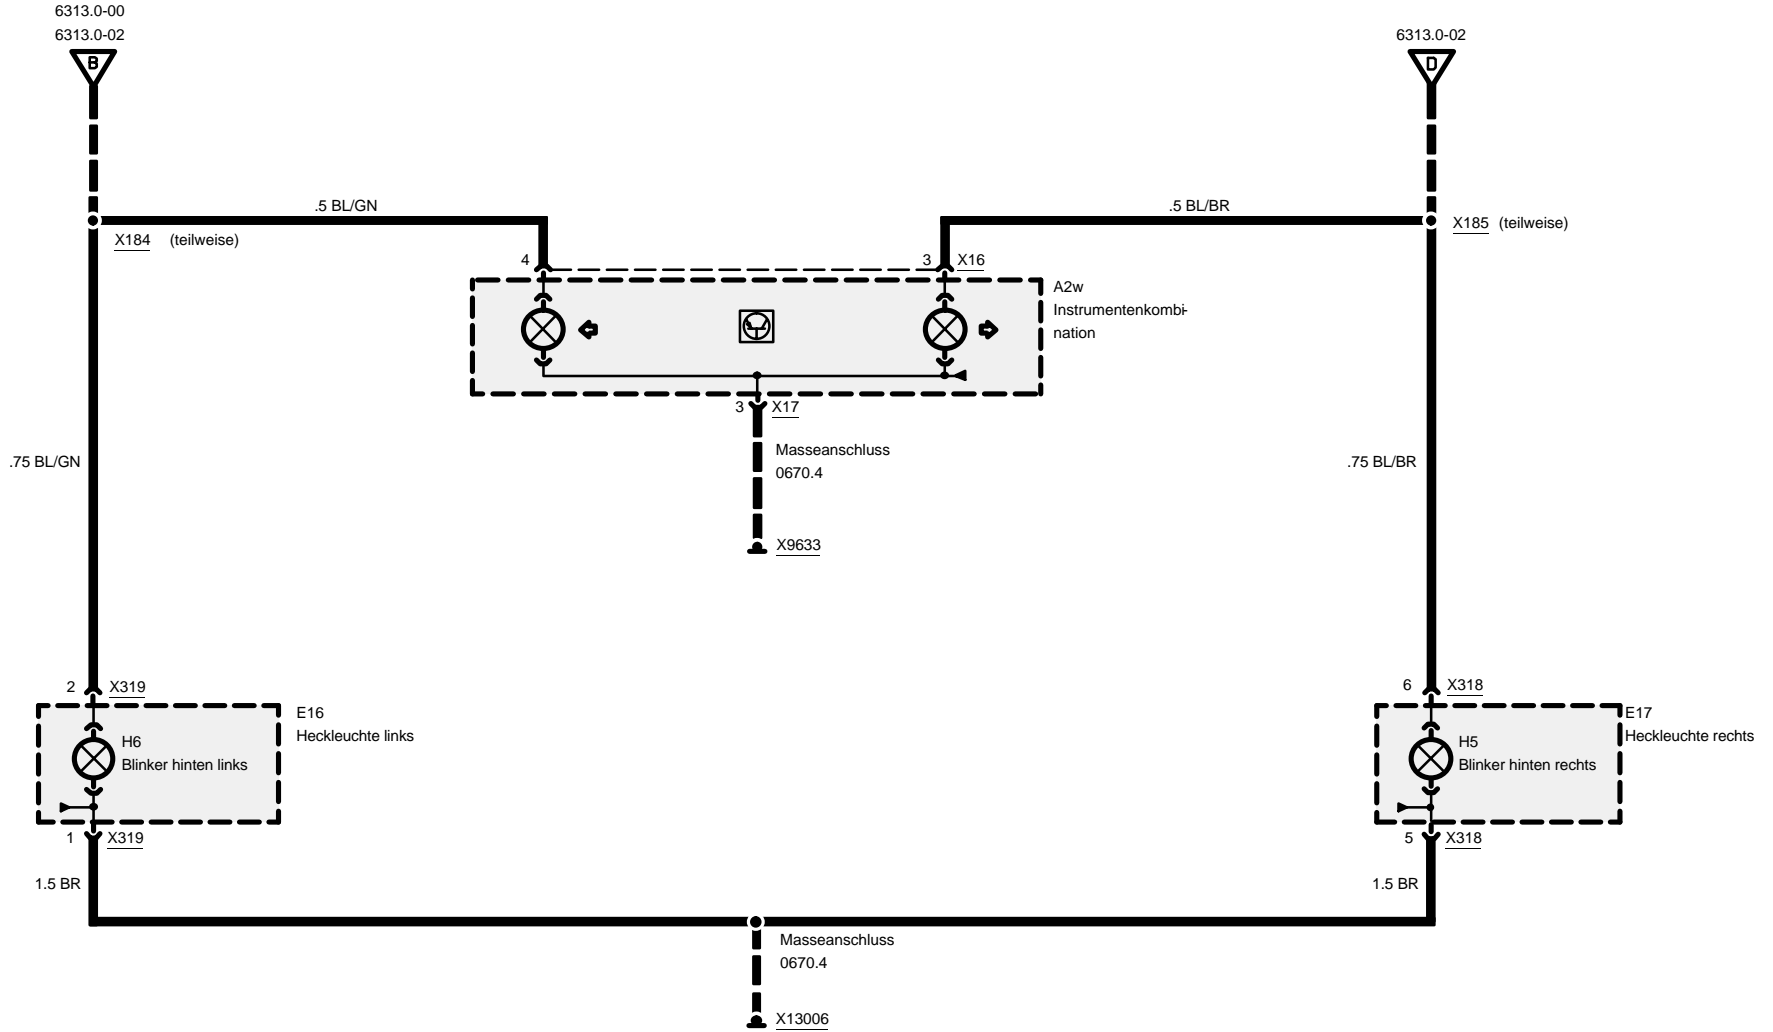 6313.0-00
6313.0-02
B
6313.0-02
D
.5 BL/GN
.5 BL/BR
X184 (teilweise)
X185 (teilweise)
4
3 X16
A2w
Instrumentenkombi-
nation
3 X17
Masseanschluss
0670.4
.75 BL/GN
.75 BL/BR
X9633
2 X319
6 X318
E16
Heckleuchte links
H6
Blinker hinten links
E17
Heckleuchte rechts
H5
Blinker hinten rechts
1 X319
5 X318
1.5 BR
1.5 BR
Masseanschluss
0670.4
X13006